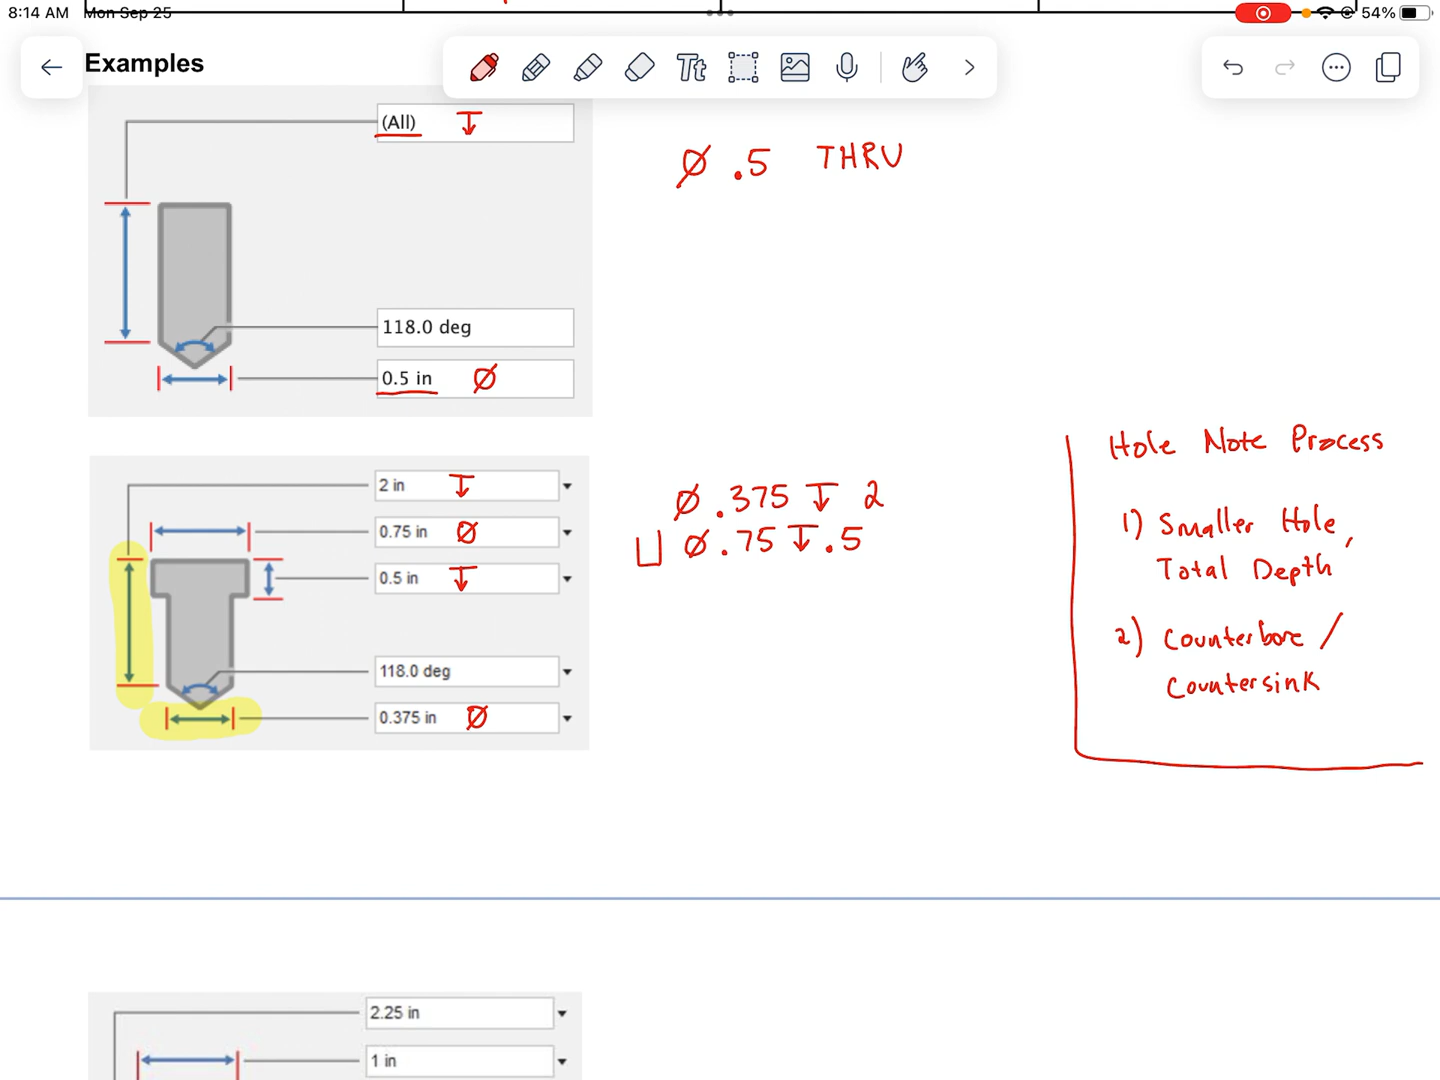 8:14 AM Mon Sep 25
54%
Examples
Tt
(All) ↧
⌀ .5 THRU
118.0 deg
0.5 in ⌀
2 in ↧
0.75 in ⌀
0.5 in ↧
118.0 deg
0.375 in ⌀
⌀ .375 ↧ 2
⌴ ⌀ .75 ↧ .5
Hole Note Process
1) Smaller Hole,
Total Depth
2) Counterbore /
Countersink
2.25 in
1 in